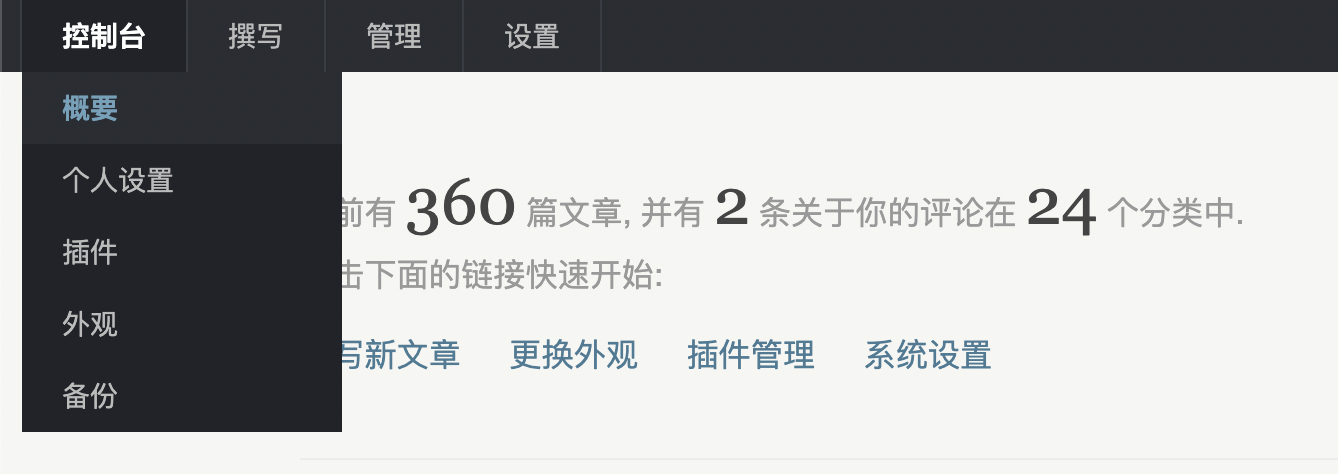 控制台 撰写 管理 设置
概要
个人设置
插件
外观
备份
前有 360 篇文章, 并有 2 条关于你的评论在 24 个分类中.
击下面的链接快速开始:
写新文章 更换外观 插件管理 系统设置